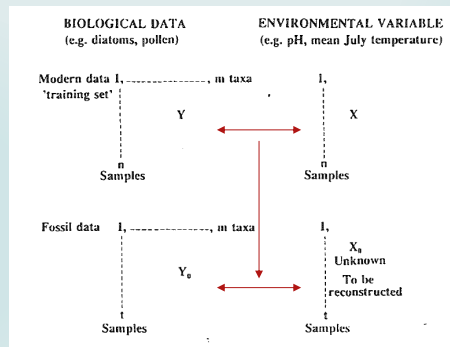 BIOLOGICAL DATA ENVIRONMENTAL VARIABLE
(e.g. diatoms, pollen) (e.g. pH, mean July temperature)
Modern data 1, ----------, m taxa 1,
'training set'
Y X
n n
Samples Samples
Fossil data 1, ----------, m taxa 1,
X₀
Unknown
Y₀ To be
reconstructed
t t
Samples Samples